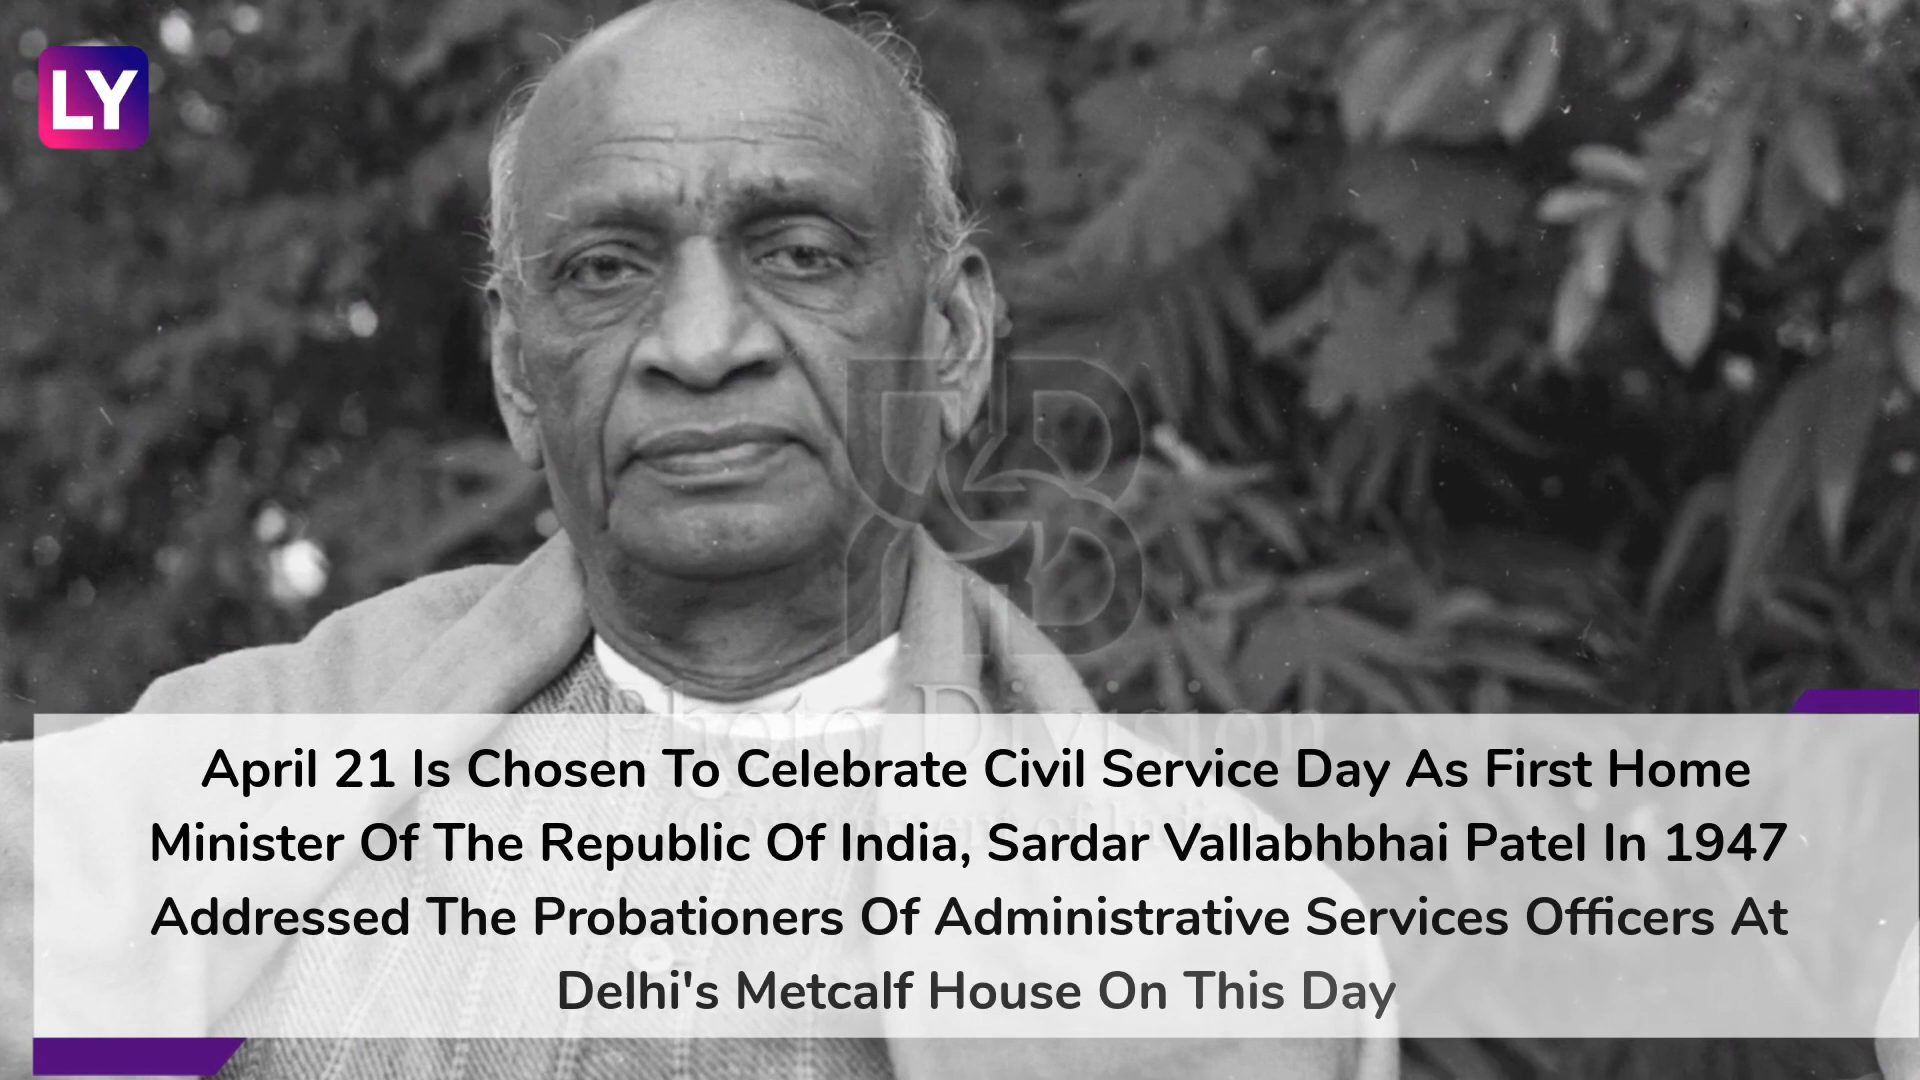 LY
Photo Division
April 21 Is Chosen To Celebrate Civil Service Day As First Home
Minister Of The Republic Of India, Sardar Vallabhbhai Patel In 1947
Addressed The Probationers Of Administrative Services Officers At
Delhi's Metcalf House On This Day